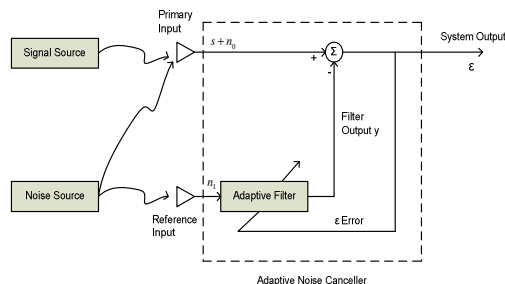 Primary
Input
Signal Source
s + n₀
+
Σ
-
System Output
ε
Filter
Output y
Noise Source
n₁
Adaptive Filter
Reference
Input
ε Error
Adaptive Noise Canceller